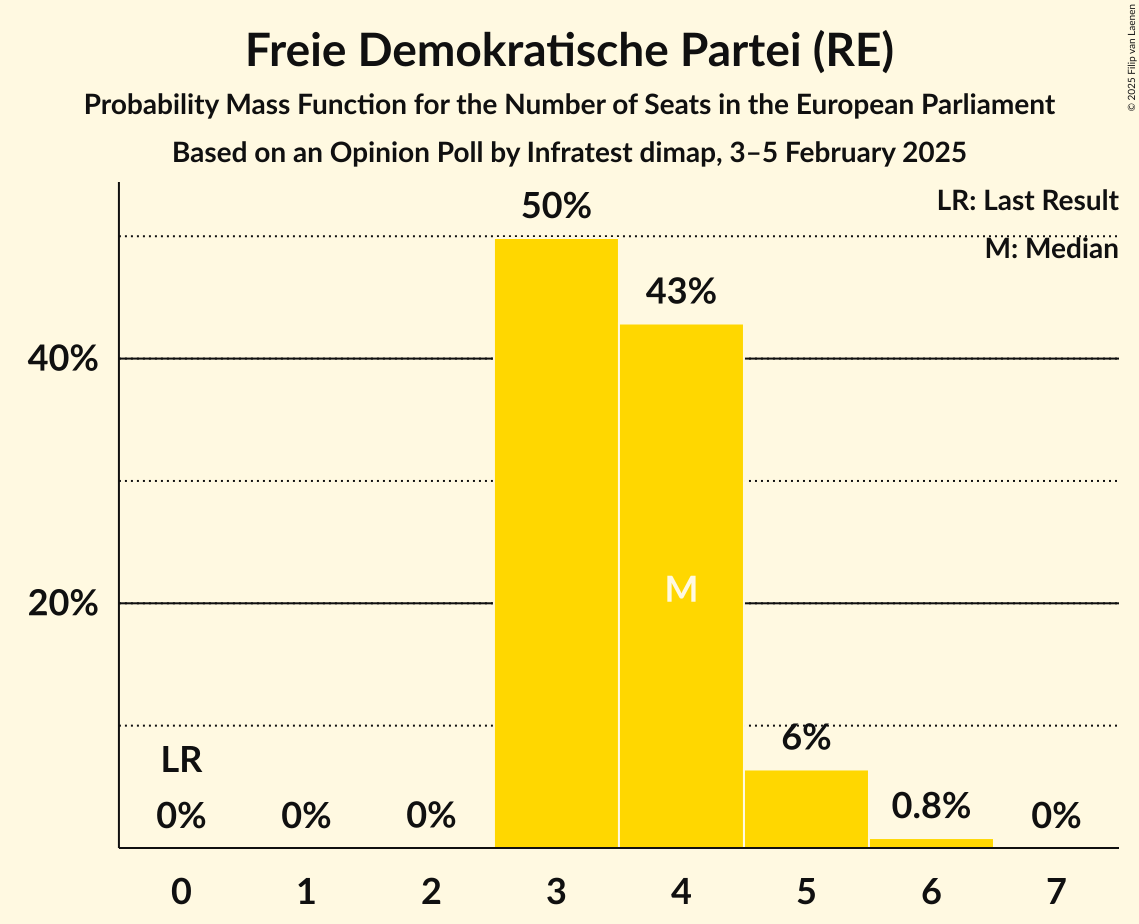 Freie Demokratische Partei (RE)
Probability Mass Function for the Number of Seats in the European Parliament
Based on an Opinion Poll by Infratest dimap, 3–5 February 2025
© 2025 Filip van Laenen
LR: Last Result
M: Median
50%
43%
40%
M
20%
6%
LR
0%
0%
0%
0.8%
0%
0
1
2
3
4
5
6
7